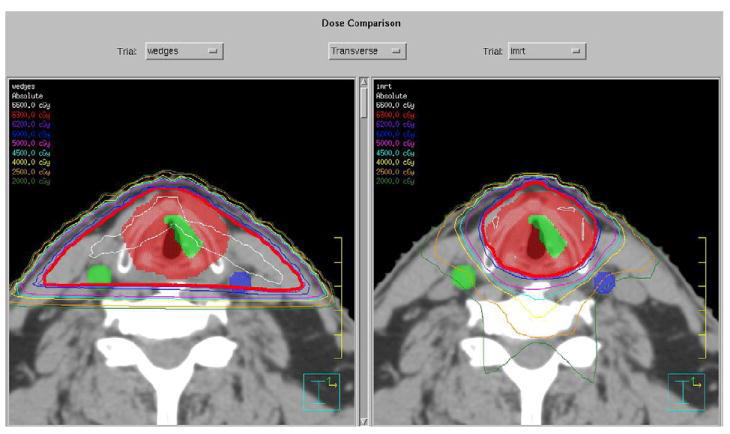 Dose Comparison
Trial: wedges
Transverse
Trial: imrt
wedges
Absolute
6600.0 cGy
6300.0 cGy
6200.0 cGy
6000.0 cGy
5000.0 cGy
4500.0 cGy
4000.0 cGy
2500.0 cGy
2000.0 cGy
imrt
Absolute
6600.0 cGy
6300.0 cGy
6200.0 cGy
6000.0 cGy
5000.0 cGy
4500.0 cGy
4000.0 cGy
2500.0 cGy
2000.0 cGy